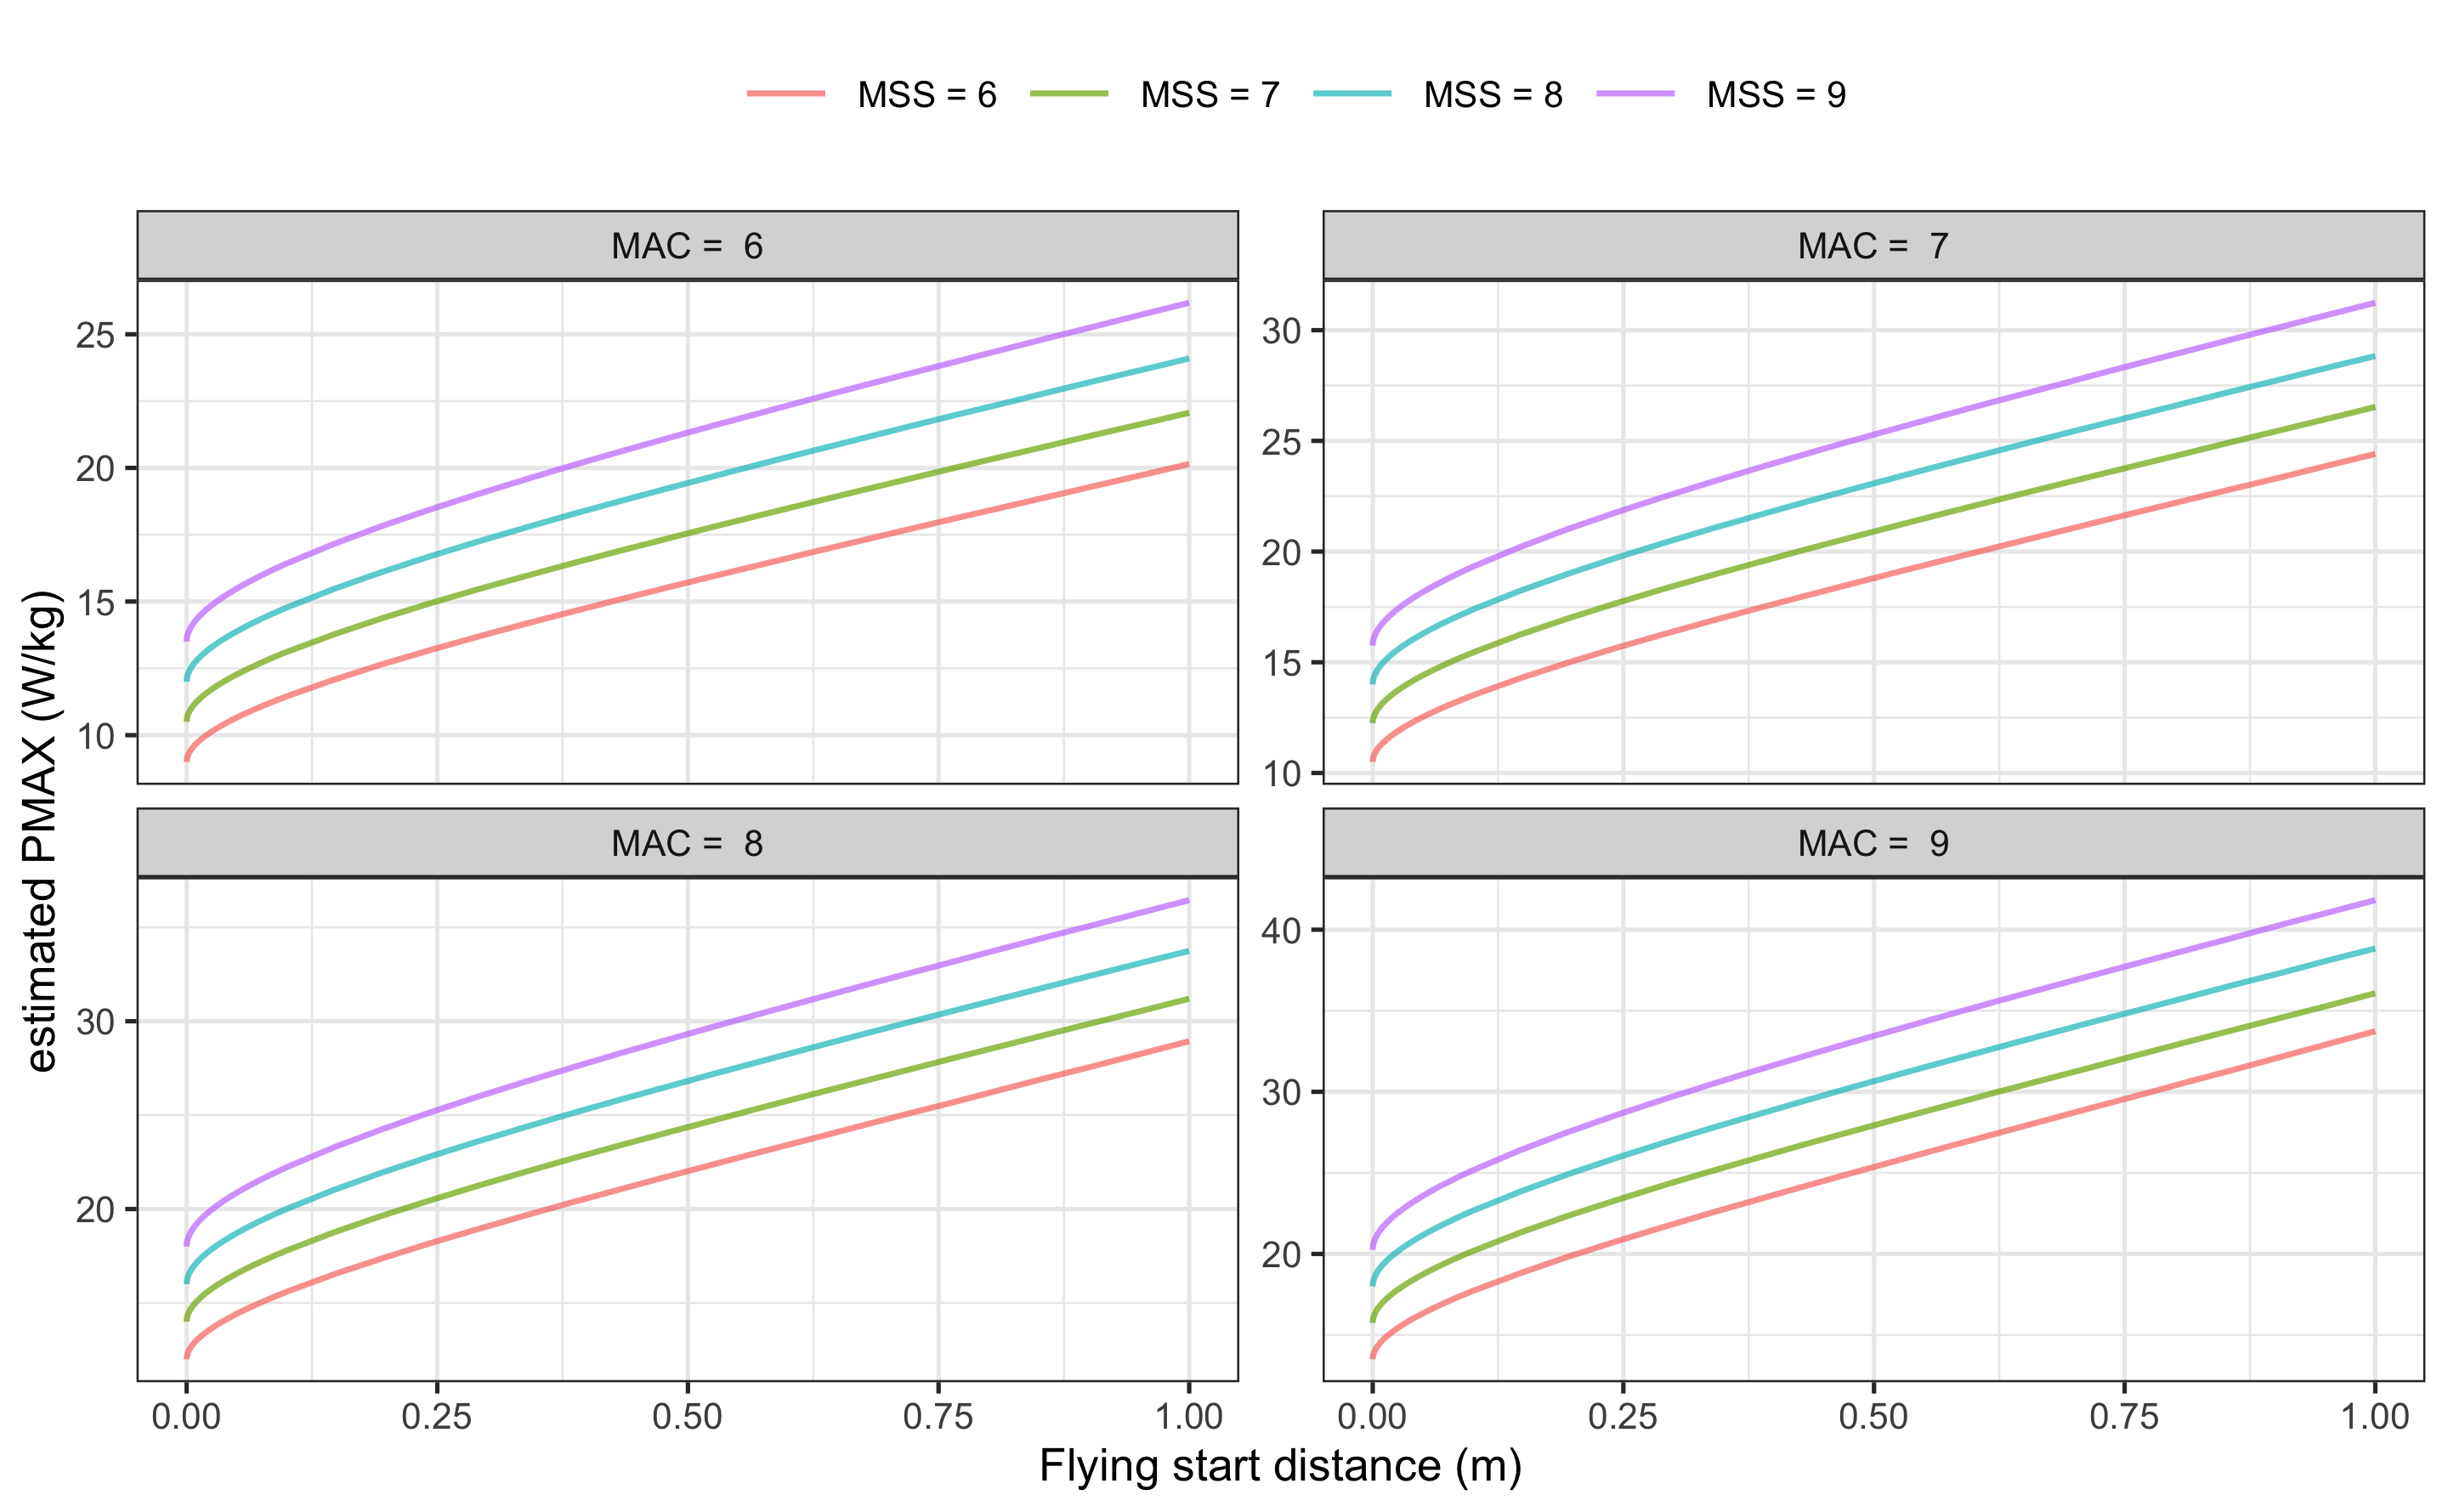 MSS = 6 MSS = 7 MSS = 8 MSS = 9
MAC = 6
25
20
15
10
MAC = 7
30
25
20
15
10
estimated PMAX (W/kg)
MAC = 8
30
20
0.00 0.25 0.50 0.75 1.00
MAC = 9
40
30
20
0.00 0.25 0.50 0.75 1.00
Flying start distance (m)